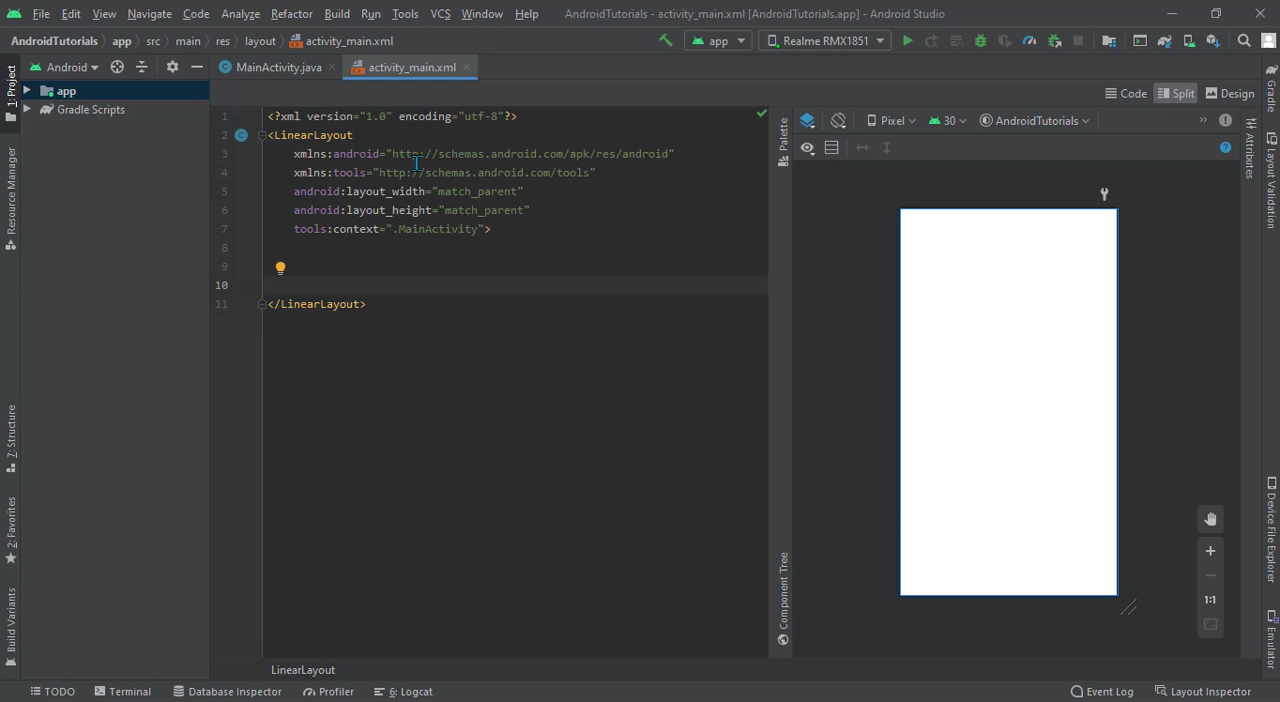 File Edit View Navigate Code Analyze Refactor Build Run Tools VCS Window Help AndroidTutorials - activity_main.xml [AndroidTutorials.app] - Android Studio
AndroidTutorials app src main res layout activity_main.xml app Realme RMX1851
1: Project
Android MainActivity.java activity_main.xml
app
Gradle Scripts
Code Split Design
Pixel 30 AndroidTutorials
1 <?xml version="1.0" encoding="utf-8"?>
2 <LinearLayout
3 xmlns:android="http://schemas.android.com/apk/res/android"
4 xmlns:tools="http://schemas.android.com/tools"
5 android:layout_width="match_parent"
6 android:layout_height="match_parent"
7 tools:context=".MainActivity">
8
9
10
11 </LinearLayout>
Resource Manager
7: Structure
2: Favorites
Build Variants
Palette
Component Tree
Gradle
Attributes
Layout Validation
Device File Explorer
Emulator
1:1
LinearLayout
TODO Terminal Database Inspector Profiler 6: Logcat Event Log Layout Inspector